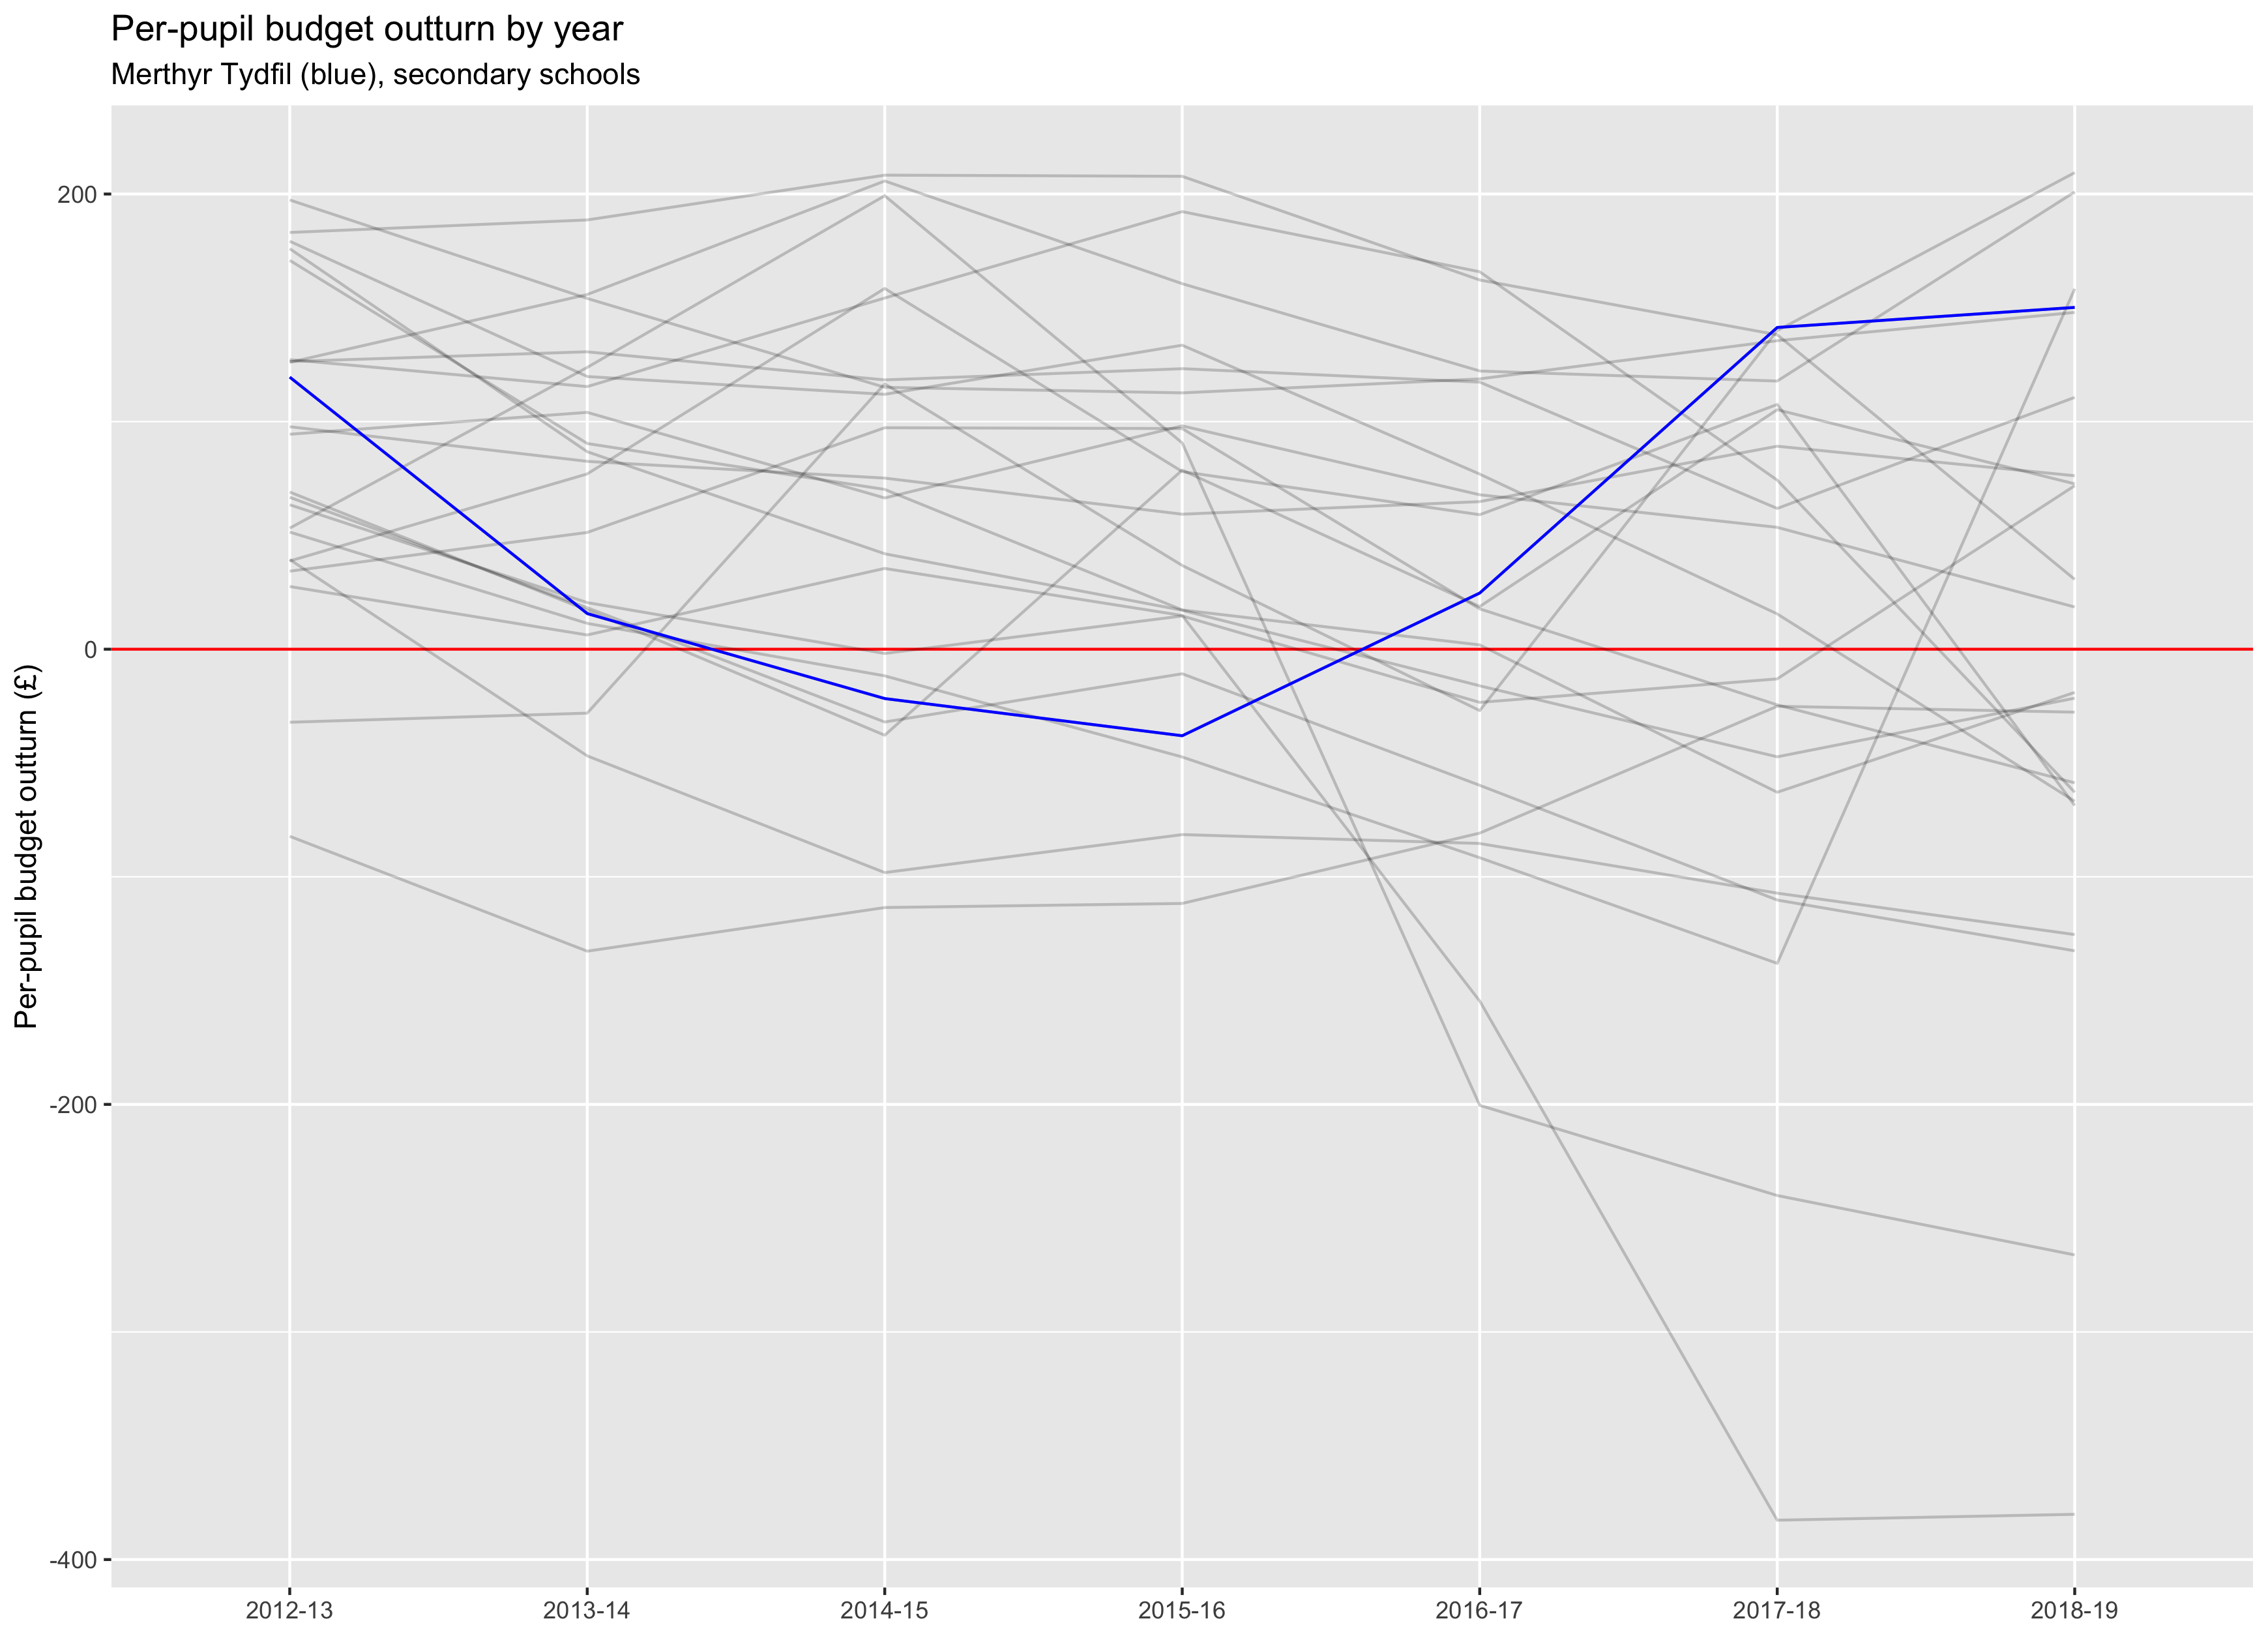 Per-pupil budget outturn by year
Merthyr Tydfil (blue), secondary schools
Per-pupil budget outturn (£)
200
0
-200
-400
2012-13 2013-14 2014-15 2015-16 2016-17 2017-18 2018-19